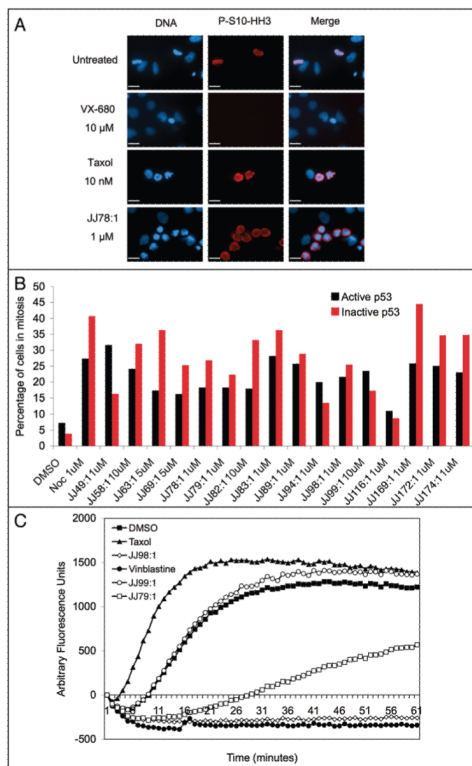 A
DNA P-S10-HH3 Merge
Untreated
VX-680
10 µM
Taxol
10 nM
JJ78:1
1 µM
B
Percentage of cells in mitosis
50
45
40
35
30
25
20
15
10
5
0
Active p53
Inactive p53
DMSO
Noc 1uM
JJ49:1 1uM
JJ58:1 10uM
JJ63:1 5uM
JJ69:1 5uM
JJ78:1 1uM
JJ79:1 1uM
JJ82:1 10uM
JJ83:1 1uM
JJ89:1 1uM
JJ94:1 1uM
JJ98:1 1uM
JJ99:1 10uM
JJ116:1 1uM
JJ169:1 1uM
JJ172:1 1uM
JJ174:1 1uM
C
Arbitrary Fluorescence Units
2000
1500
1000
500
0
-500
DMSO
Taxol
JJ98:1
Vinblastine
JJ99:1
JJ79:1
1 6 11 16 21 26 31 36 41 46 51 56 61
Time (minutes)